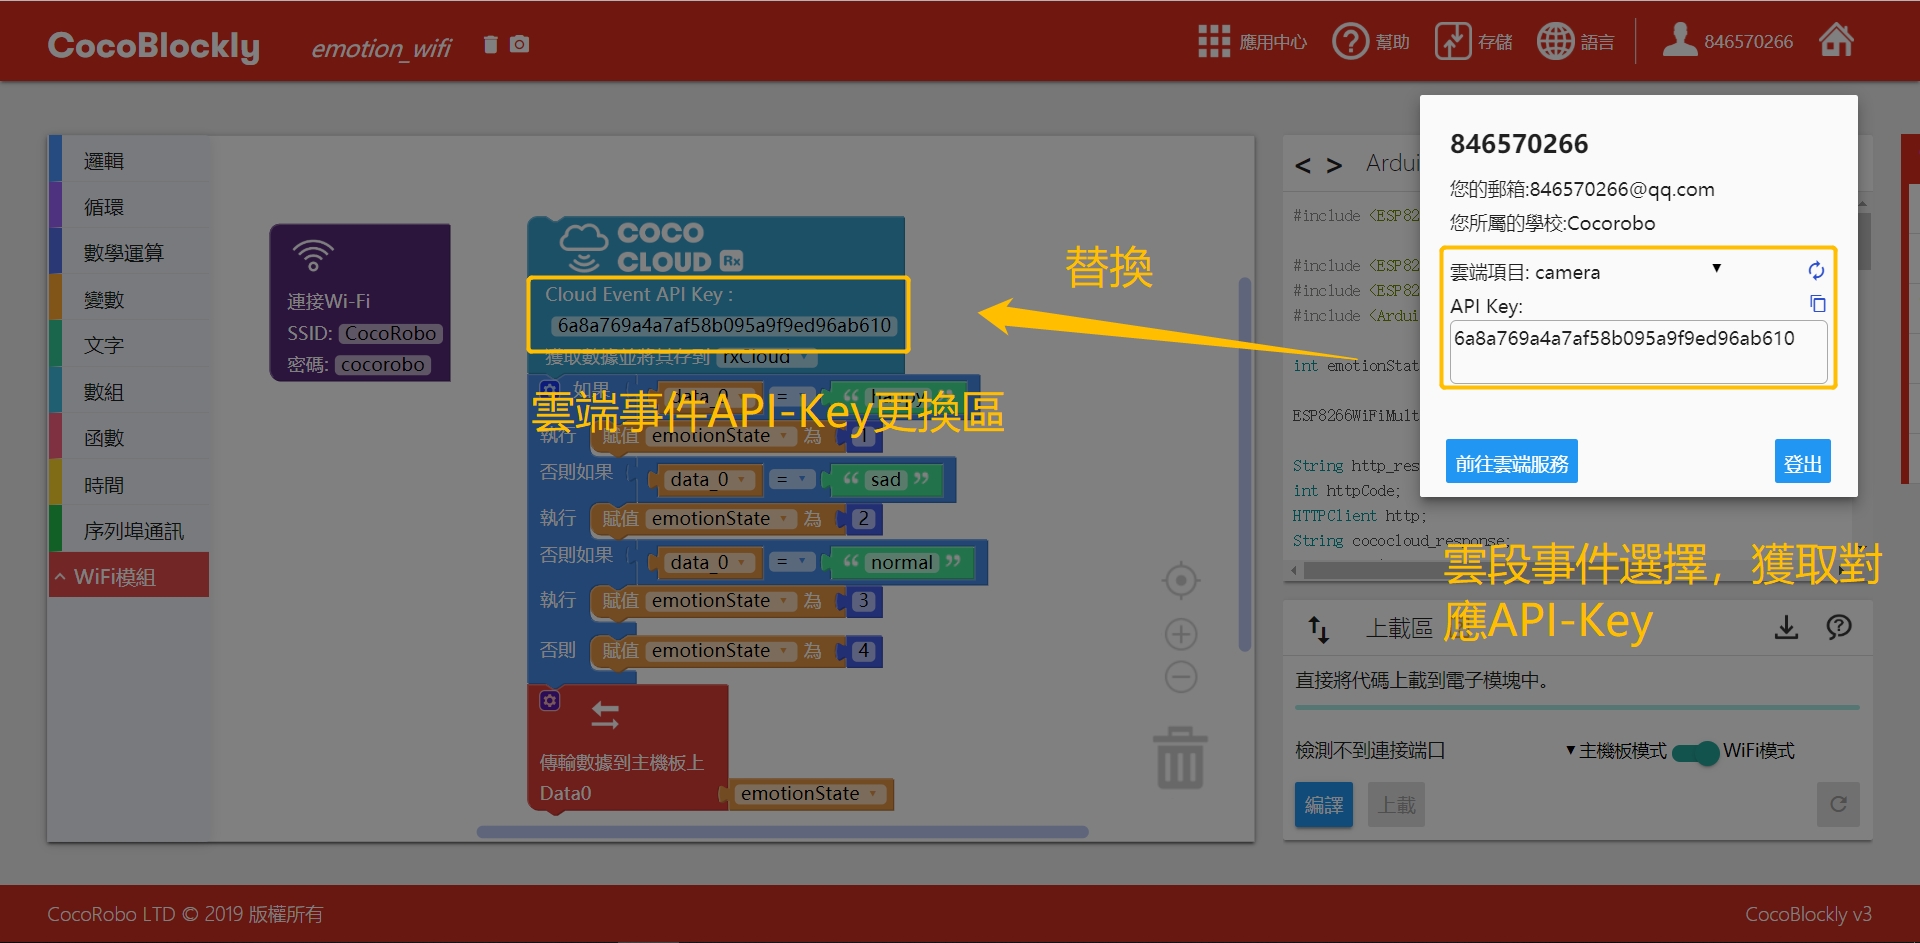 CocoBlockly
emotion_wifi
應用中心
幫助
存儲
語言
846570266
邏輯
循環
數學運算
變數
文字
數組
函數
時間
序列埠通訊
WiFi模組
連接Wi-Fi
SSID: CocoRobo
密碼: cocorobo
COCO
CLOUD Rx
Cloud Event API Key :
6a8a769a4a7af58b095a9f9ed96ab610
獲取數據並將其存到 rxCloud
如果 data_0 = “ happy ”
雲端事件API-Key更換區
執行 賦值 emotionState 為 1
否則如果 data_0 = “ sad ”
執行 賦值 emotionState 為 2
否則如果 data_0 = “ normal ”
執行 賦值 emotionState 為 3
否則 賦值 emotionState 為 4
傳輸數據到主機板上
Data0 emotionState
替換
< > Ardui
#include <ESP82
#include <ESP82
#include <ESP82
#include <Ardui
int emotionStat
ESP8266WiFiMult
String http_res
int httpCode;
HTTPClient http;
String cococloud_response;
846570266
您的郵箱:846570266@qq.com
您所屬的學校:Cocorobo
雲端項目: camera
API Key:
6a8a769a4a7af58b095a9f9ed96ab610
前往雲端服務
登出
雲段事件選擇，獲取對
應API-Key
上載區
直接將代碼上載到電子模塊中。
檢測不到連接端口
主機板模式
WiFi模式
編譯
上載
CocoRobo LTD © 2019 版權所有
CocoBlockly v3